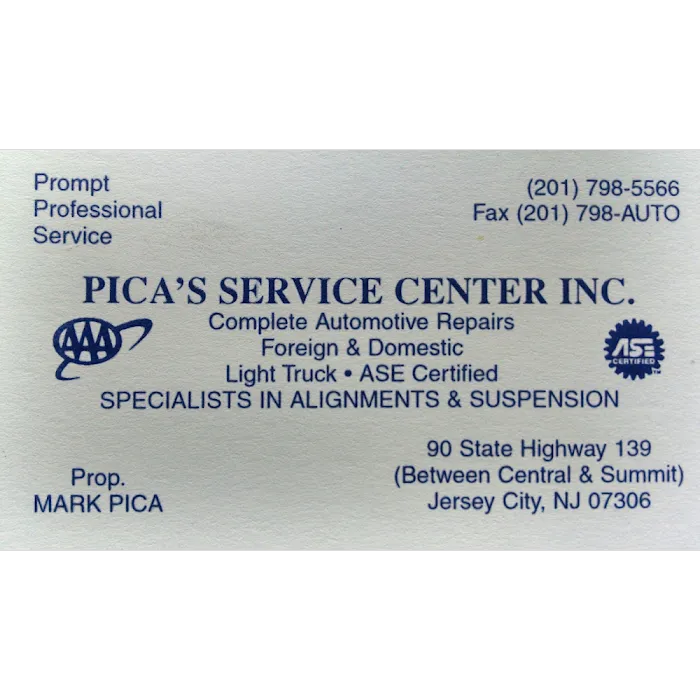 Prompt
Professional
Service
(201) 798-5566
Fax (201) 798-AUTO
PICA'S SERVICE CENTER INC.
AAA
Complete Automotive Repairs
Foreign & Domestic
Light Truck • ASE Certified
ASE
CERTIFIED
TM
SPECIALISTS IN ALIGNMENTS & SUSPENSION
Prop.
MARK PICA
90 State Highway 139
(Between Central & Summit)
Jersey City, NJ 07306